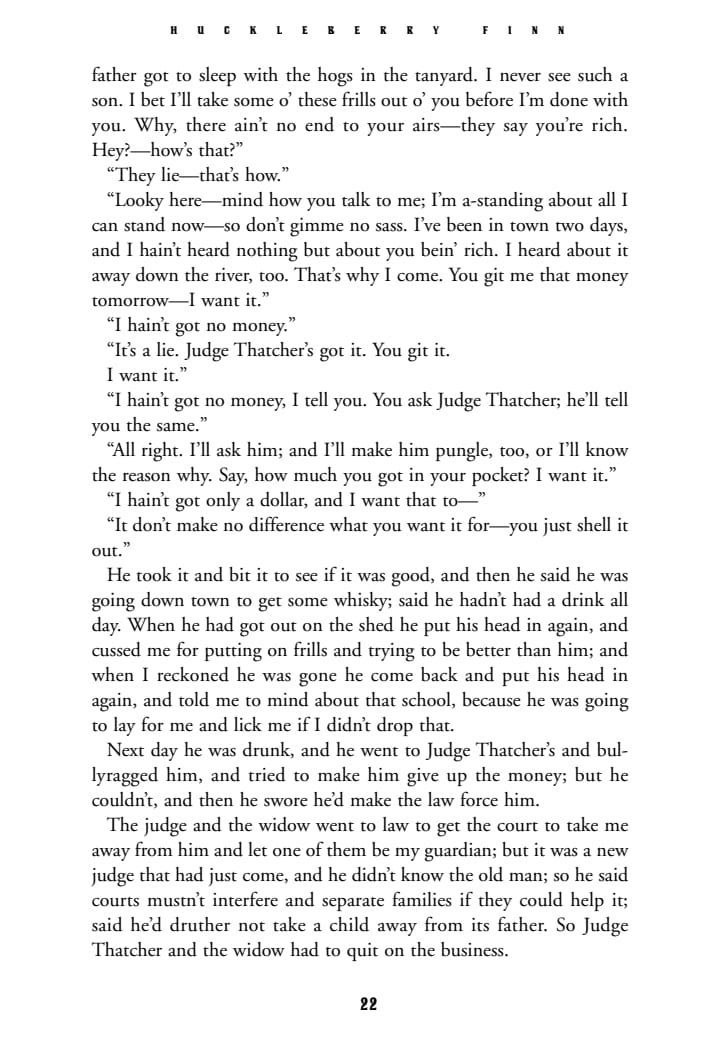 HUCKLEBERRY FINN
father got to sleep with the hogs in the tanyard. I never see such a
son. I bet I’ll take some o’ these frills out o’ you before I’m done with
you. Why, there ain’t no end to your airs—they say you’re rich.
Hey?—how’s that?”
“They lie—that’s how.”
“Looky here—mind how you talk to me; I’m a-standing about all I
can stand now—so don’t gimme no sass. I’ve been in town two days,
and I hain’t heard nothing but about you bein’ rich. I heard about it
away down the river, too. That’s why I come. You git me that money
tomorrow—I want it.”
“I hain’t got no money.”
“It’s a lie. Judge Thatcher’s got it. You git it.
I want it.”
“I hain’t got no money, I tell you. You ask Judge Thatcher; he’ll tell
you the same.”
“All right. I’ll ask him; and I’ll make him pungle, too, or I’ll know
the reason why. Say, how much you got in your pocket? I want it.”
“I hain’t got only a dollar, and I want that to—”
“It don’t make no difference what you want it for—you just shell it
out.”
He took it and bit it to see if it was good, and then he said he was
going down town to get some whisky; said he hadn’t had a drink all
day. When he had got out on the shed he put his head in again, and
cussed me for putting on frills and trying to be better than him; and
when I reckoned he was gone he come back and put his head in
again, and told me to mind about that school, because he was going
to lay for me and lick me if I didn’t drop that.
Next day he was drunk, and he went to Judge Thatcher’s and bul-
lyragged him, and tried to make him give up the money; but he
couldn’t, and then he swore he’d make the law force him.
The judge and the widow went to law to get the court to take me
away from him and let one of them be my guardian; but it was a new
judge that had just come, and he didn’t know the old man; so he said
courts mustn’t interfere and separate families if they could help it;
said he’d druther not take a child away from its father. So Judge
Thatcher and the widow had to quit on the business.
22